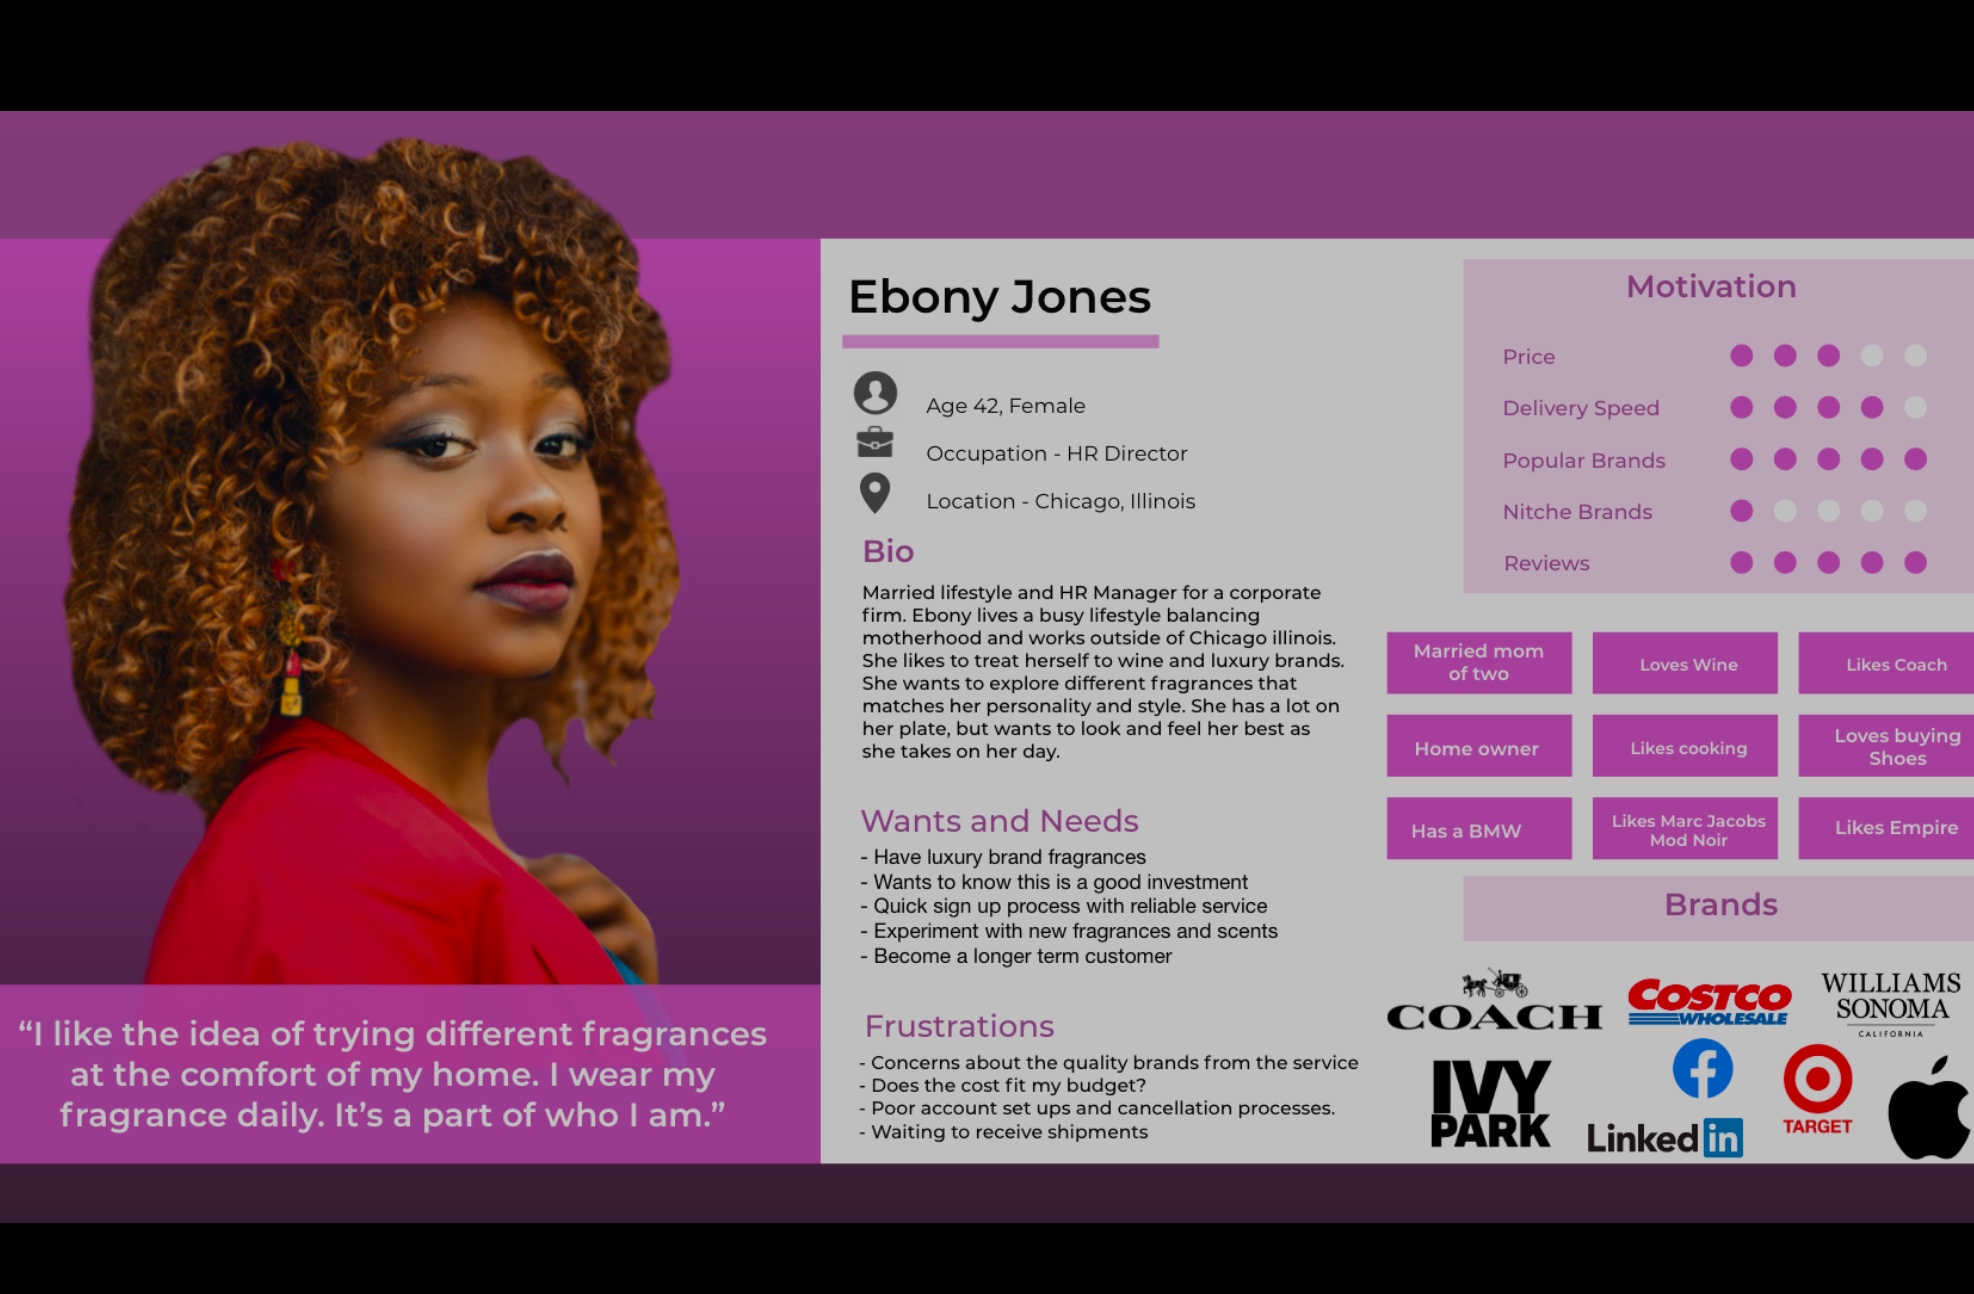 Ebony Jones
Age 42, Female
Occupation - HR Director
Location - Chicago, Illinois
Bio
Married lifestyle and HR Manager for a corporate
firm. Ebony lives a busy lifestyle balancing
motherhood and works outside of Chicago illinois.
She likes to treat herself to wine and luxury brands.
She wants to explore different fragrances that
matches her personality and style. She has a lot on
her plate, but wants to look and feel her best as
she takes on her day.
Wants and Needs
- Have luxury brand fragrances
- Wants to know this is a good investment
- Quick sign up process with reliable service
- Experiment with new fragrances and scents
- Become a longer term customer
Frustrations
- Concerns about the quality brands from the service
- Does the cost fit my budget?
- Poor account set ups and cancellation processes.
- Waiting to receive shipments
“I like the idea of trying different fragrances
at the comfort of my home. I wear my
fragrance daily. It’s a part of who I am.”
Motivation
Price
Delivery Speed
Popular Brands
Nitche Brands
Reviews
Married mom
of two
Loves Wine
Likes Coach
Home owner
Likes cooking
Loves buying
Shoes
Has a BMW
Likes Marc Jacobs
Mod Noir
Likes Empire
Brands
COACH
COSTCO
WHOLESALE
WILLIAMS
SONOMA
CALIFORNIA
IVY
PARK
f
LinkedIn
TARGET